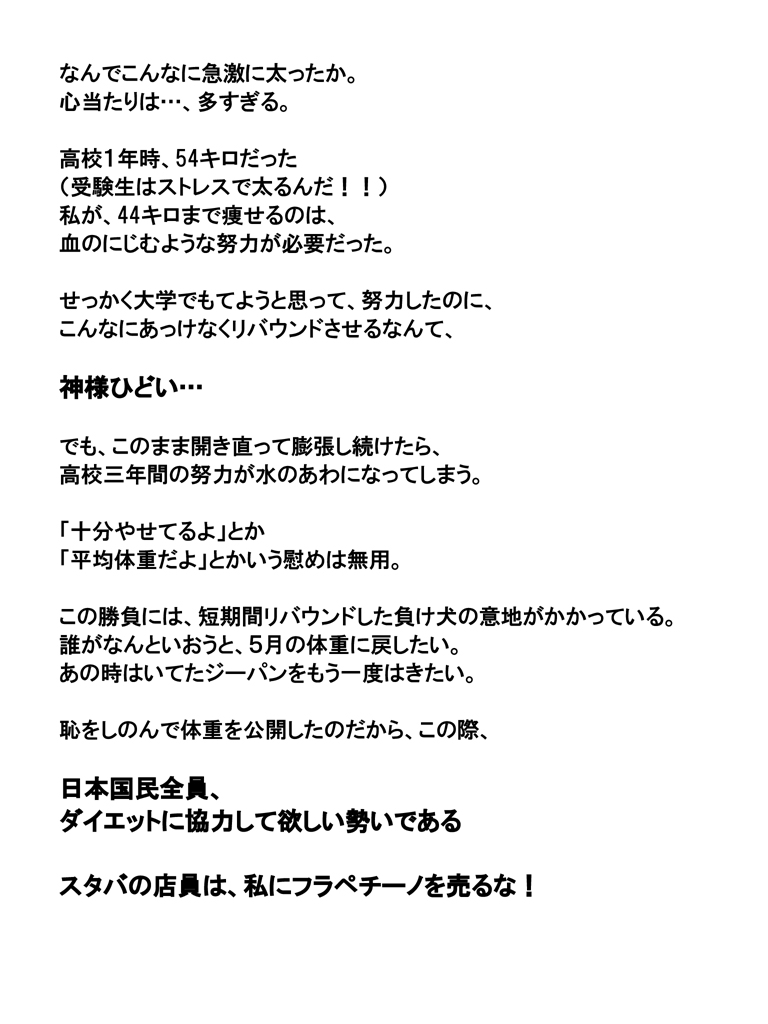 なんでこんなに急激に太ったか。
心当たりは…、多すぎる。
高校１年時、54キロだった
（受験生はストレスで太るんだ！！）
私が、44キロまで痩せるのは、
血のにじむような努力が必要だった。
せっかく大学でもてようと思って、努力したのに、
こんなにあっけなくリバウンドさせるなんて、
神様ひどい…
でも、このまま開き直って膨張し続けたら、
高校三年間の努力が水のあわになってしまう。
「十分やせてるよ」とか
「平均体重だよ」とかいう慰めは無用。
この勝負には、短期間リバウンドした負け犬の意地がかかっている。
誰がなんといおうと、５月の体重に戻したい。
あの時はいてたジーパンをもう一度はきたい。
恥をしのんで体重を公開したのだから、この際、
日本国民全員、
ダイエットに協力して欲しい勢いである
スタバの店員は、私にフラペチーノを売るな！